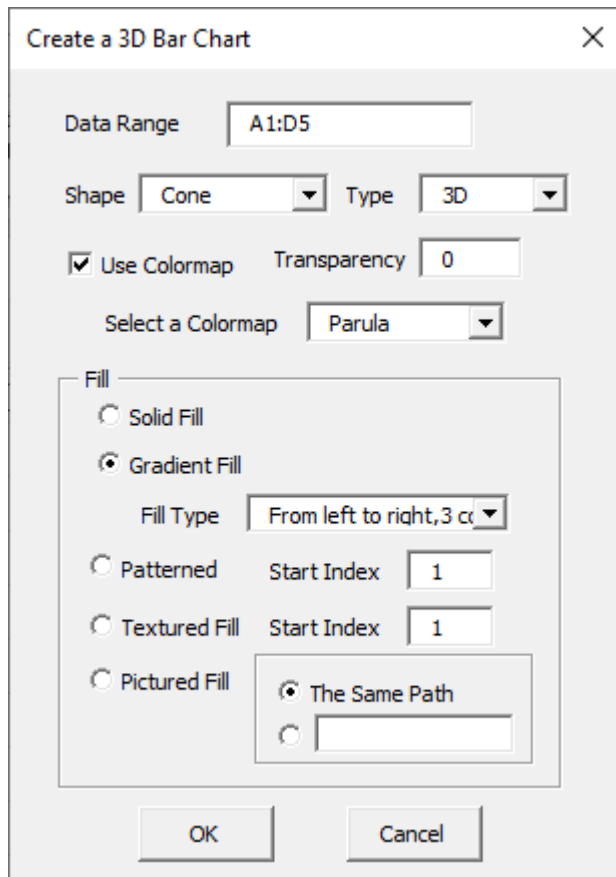 Create a 3D Bar Chart
Data Range A1:D5
Shape Cone Type 3D
Use Colormap Transparency 0
Select a Colormap Parula
Fill
Solid Fill
Gradient Fill
Fill Type From left to right,3 co
Patterned Start Index 1
Textured Fill Start Index 1
Pictured Fill
The Same Path
OK Cancel